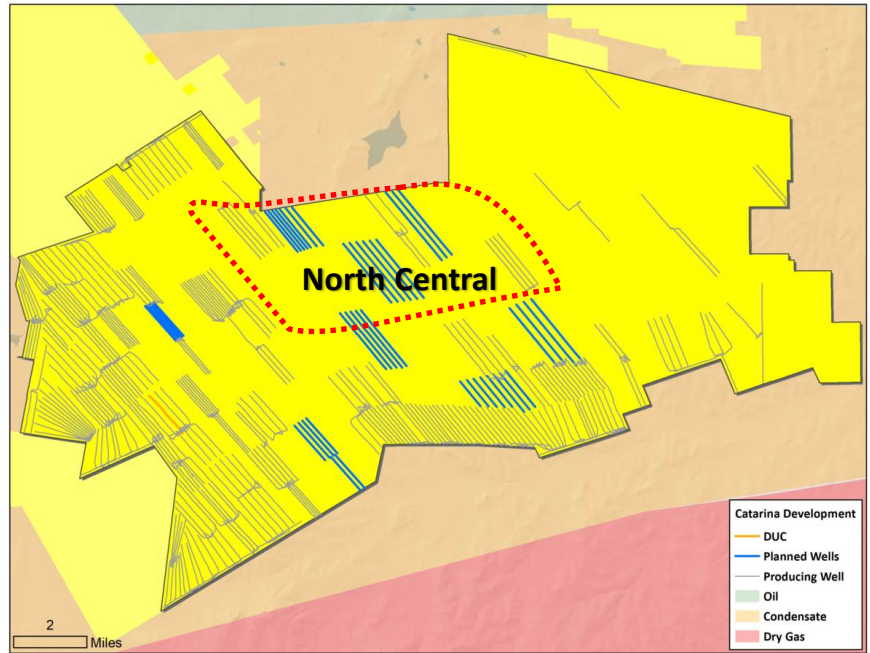 North Central
Catarina Development
DUC
Planned Wells
Producing Well
Oil
Condensate
Dry Gas
2
Miles